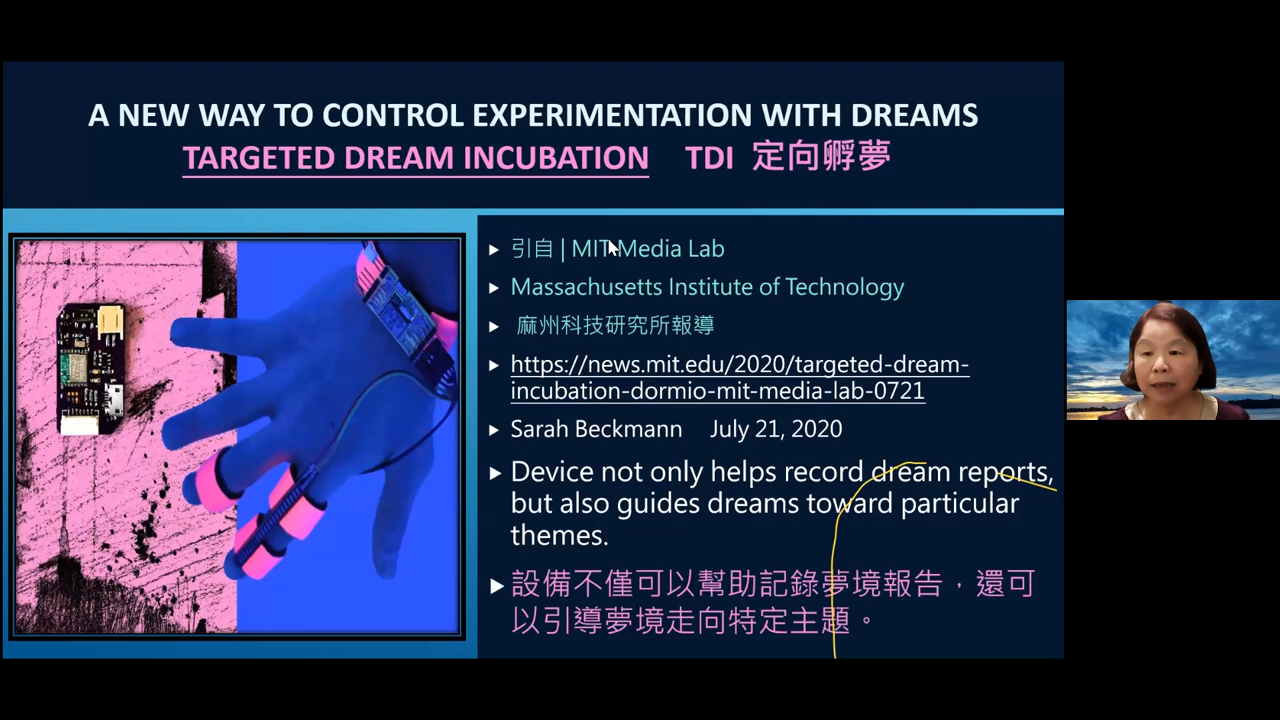 A NEW WAY TO CONTROL EXPERIMENTATION WITH DREAMS
TARGETED DREAM INCUBATION TDI 定向孵夢
引自 | MIT Media Lab
Massachusetts Institute of Technology
麻州科技研究所報導
https://news.mit.edu/2020/targeted-dream-
incubation-dormio-mit-media-lab-0721
Sarah Beckmann July 21, 2020
Device not only helps record dream reports,
but also guides dreams toward particular
themes.
設備不僅可以幫助記錄夢境報告，還可
以引導夢境走向特定主題。